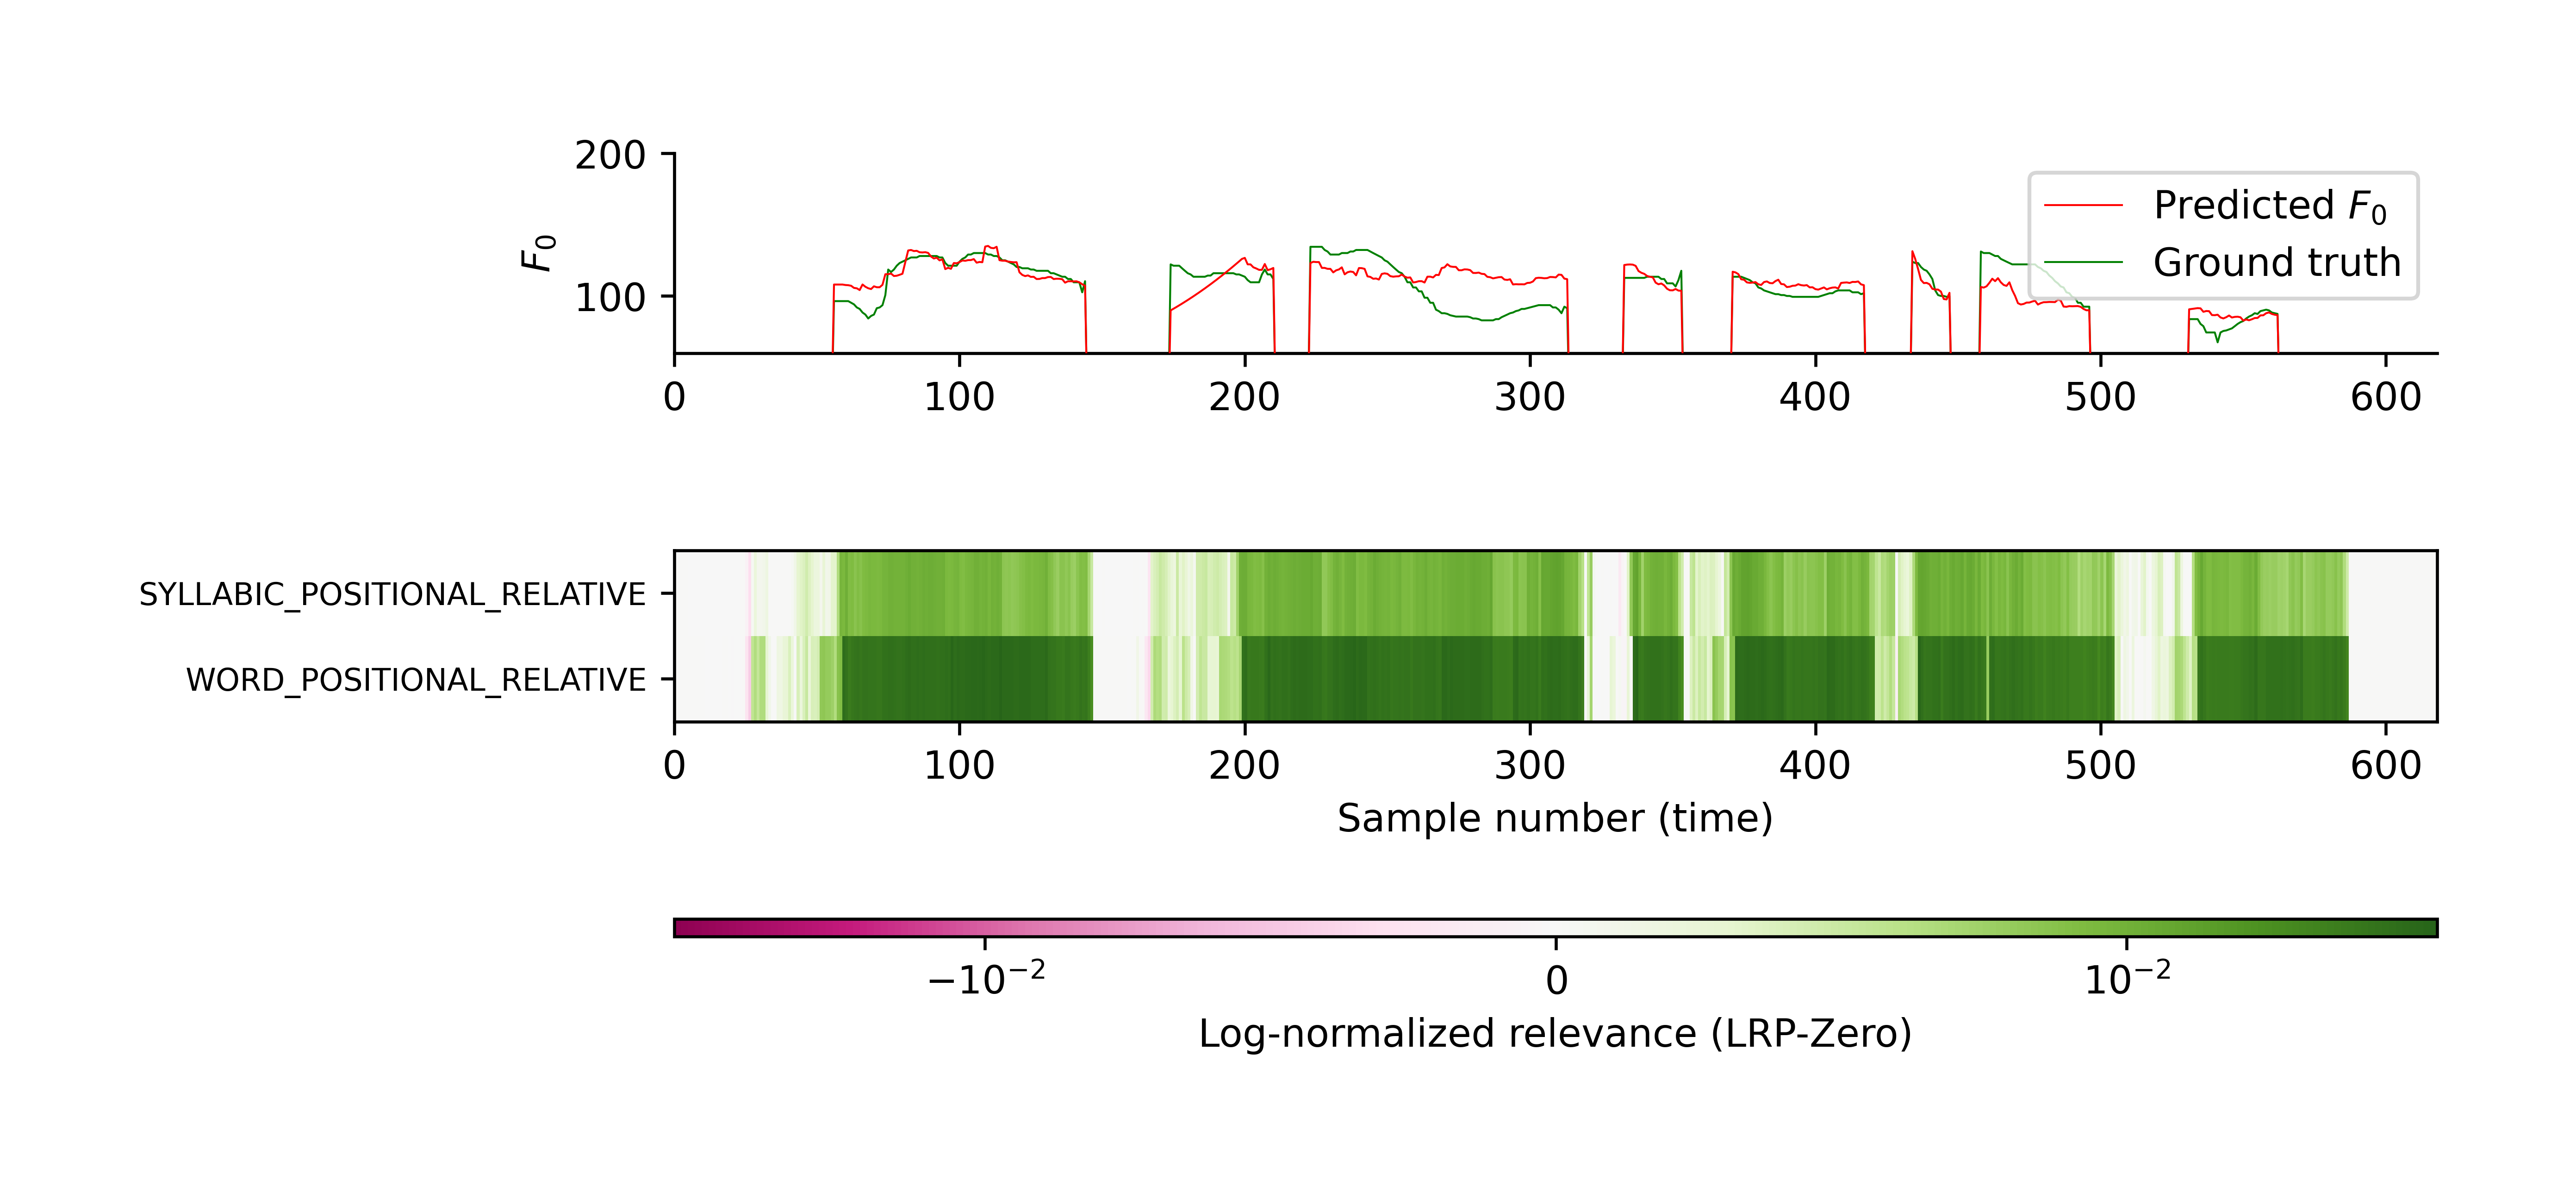 200
100
F₀
Predicted F₀
Ground truth
0 100 200 300 400 500 600
SYLLABIC_POSITIONAL_RELATIVE
WORD_POSITIONAL_RELATIVE
0 100 200 300 400 500 600
Sample number (time)
−10⁻² 0 10⁻²
Log-normalized relevance (LRP-Zero)